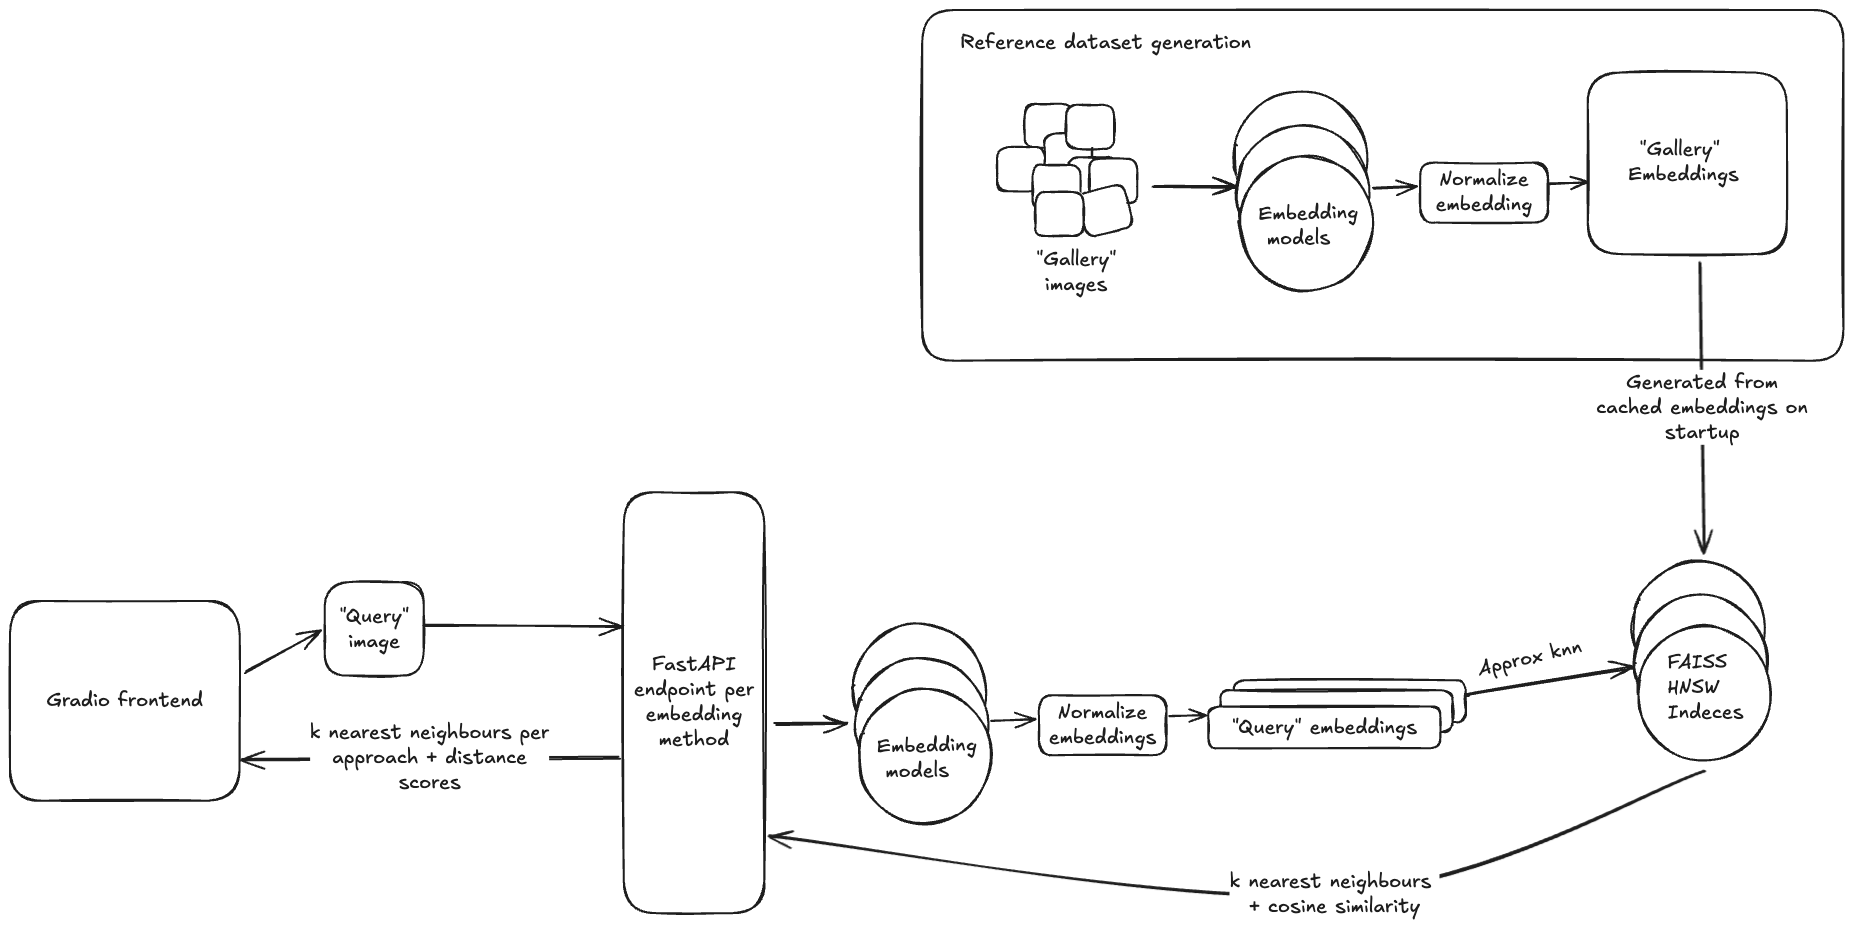 Reference dataset generation
"Gallery"
images
Embedding
models
Normalize
embedding
"Gallery"
Embeddings
Generated from
cached embeddings on
startup
Gradio frontend
"Query"
image
k nearest neighbours per
approach + distance
scores
FastAPI
endpoint per
embedding
method
Embedding
models
Normalize
embeddings
"Query" embeddings
Approx knn
FAISS
HNSW
Indeces
k nearest neighbours
+ cosine similarity